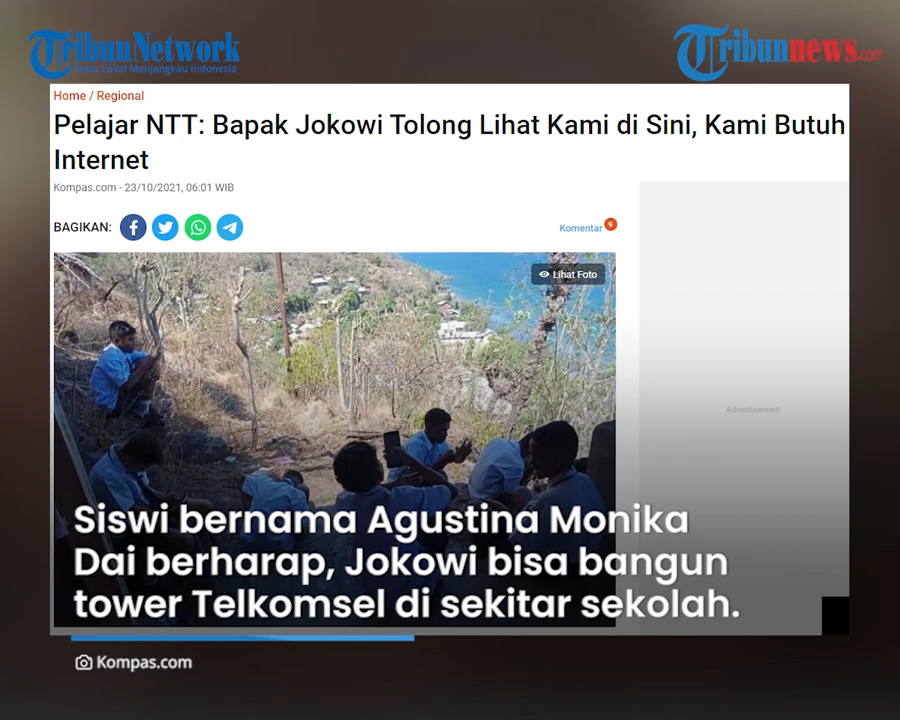 Tribun Network
Mata Lokal Menjangkau Indonesia
Tribunnews.com
Home / Regional
Pelajar NTT: Bapak Jokowi Tolong Lihat Kami di Sini, Kami Butuh
Internet
Kompas.com - 23/10/2021, 06:01 WIB
BAGIKAN:
Komentar 9
Lihat Foto
Advertisement
Siswi bernama Agustina Monika
Dai berharap, Jokowi bisa bangun
tower Telkomsel di sekitar sekolah.
Kompas.com